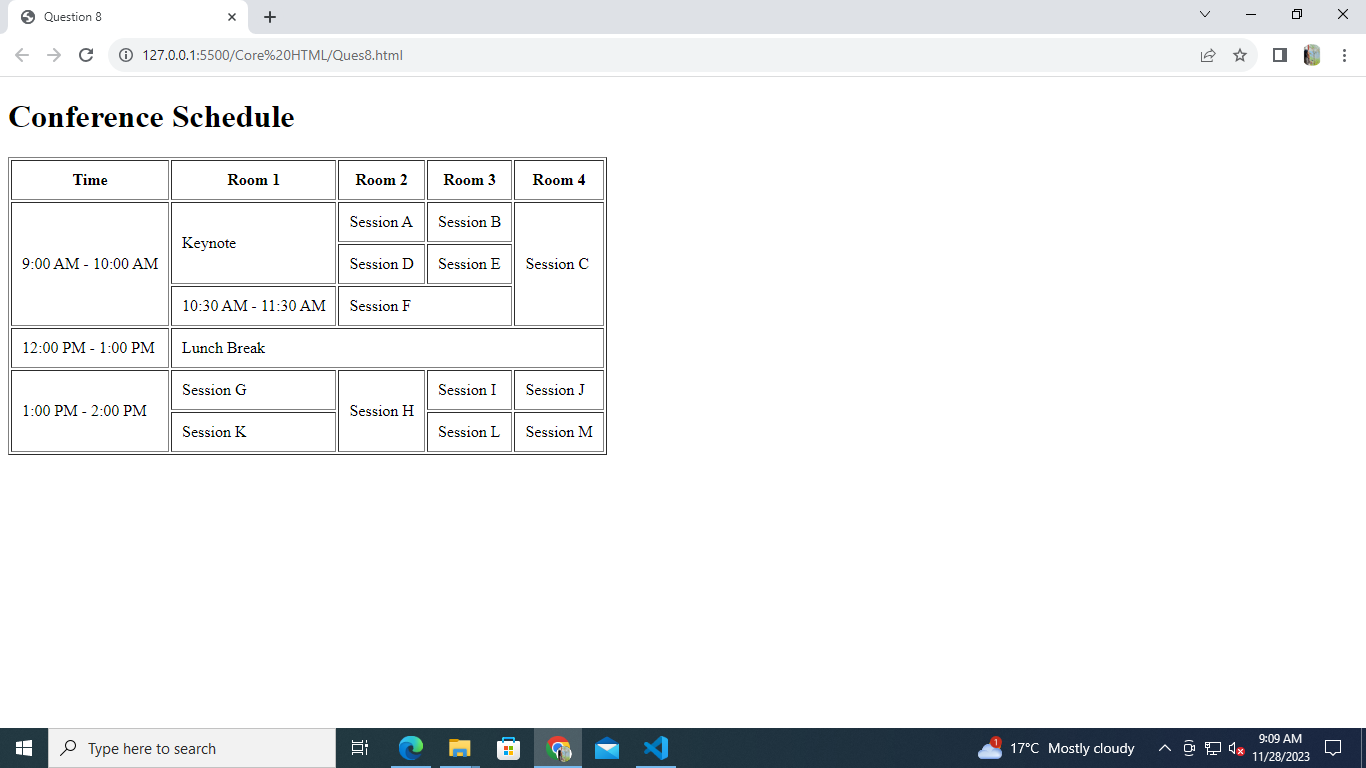 Question 8
127.0.0.1:5500/Core%20HTML/Ques8.html
Conference Schedule
Time Room 1 Room 2 Room 3 Room 4
9:00 AM - 10:00 AM Keynote Session A Session B Session C
Session D Session E
10:30 AM - 11:30 AM Session F
12:00 PM - 1:00 PM Lunch Break
1:00 PM - 2:00 PM Session G Session H Session I Session J
Session K Session L Session M
Type here to search
1
17°C Mostly cloudy
9:09 AM
11/28/2023